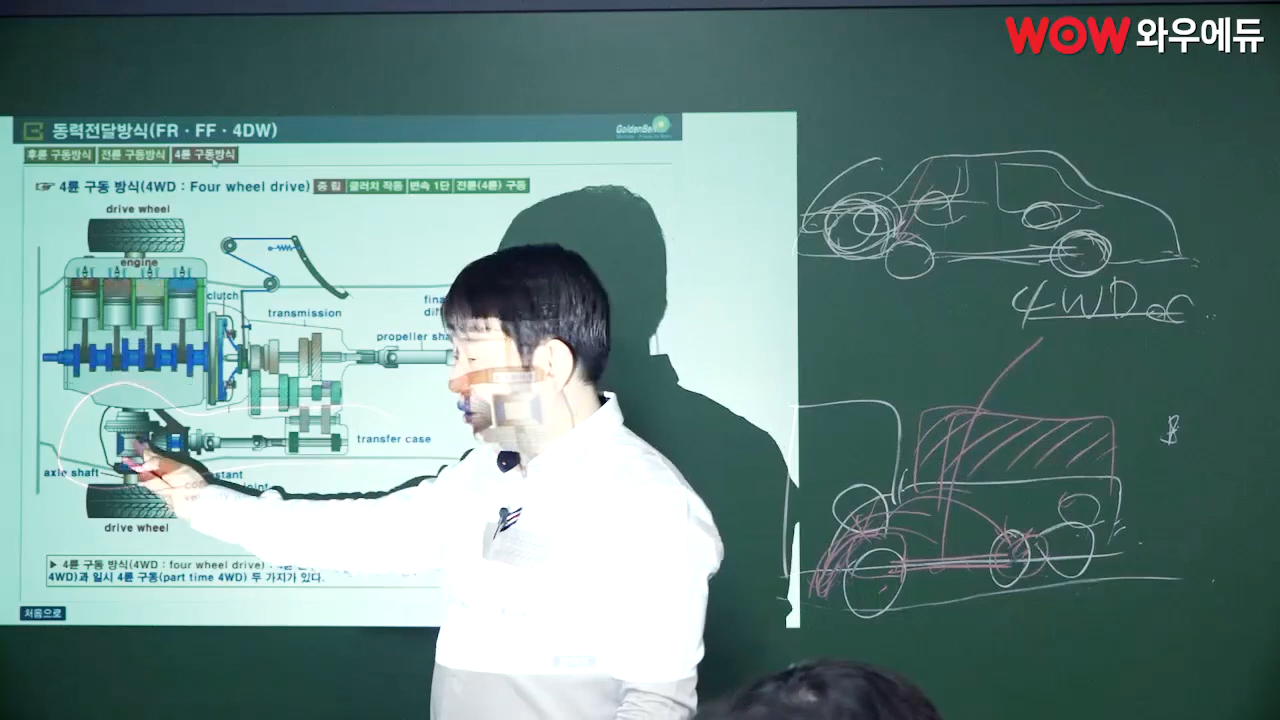 WOW 와우에듀
동력전달방식(FR · FF · 4DW)
GoldenBell
후륜 구동방식 전륜 구동방식 4륜 구동방식
☞ 4륜 구동 방식(4WD : Four wheel drive) 중 립 클러치 작동 변속 1단 전륜(4륜) 구동
drive wheel
engine
clutch
transmission
propeller
transfer case
axle shaft
drive wheel
▶ 4륜 구동 방식(4WD : four wheel drive) :
4WD)과 일시 4륜 구동(part time 4WD) 두 가지가 있다.
처음으로
4WD